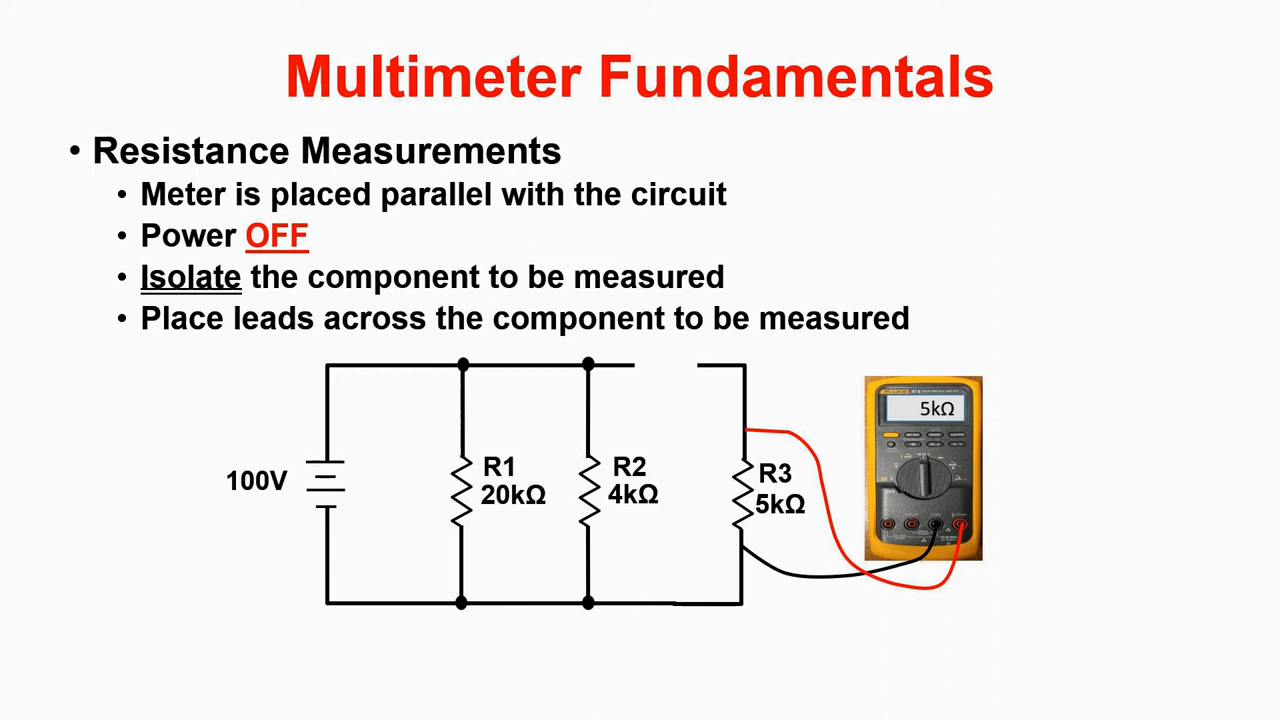 Multimeter Fundamentals
• Resistance Measurements
• Meter is placed parallel with the circuit
• Power OFF
• Isolate the component to be measured
• Place leads across the component to be measured
100V
R1
20kΩ
R2
4kΩ
R3
5kΩ
FLUKE
5kΩ